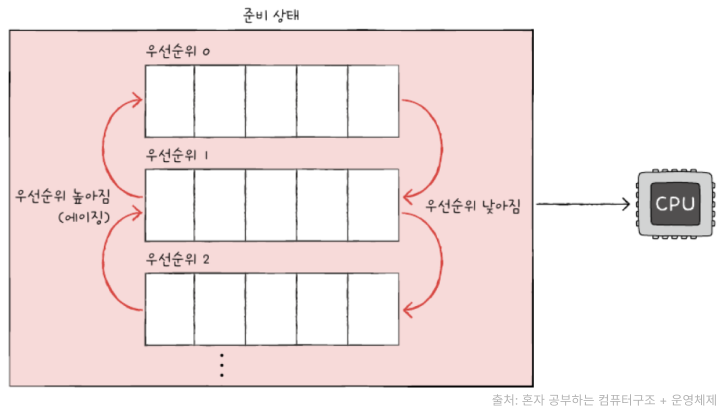 준비 상태
우선순위 0
우선순위 1
우선순위 높아짐
(에이징)
우선순위 낮아짐
CPU
우선순위 2
출처: 혼자 공부하는 컴퓨터구조 + 운영체제